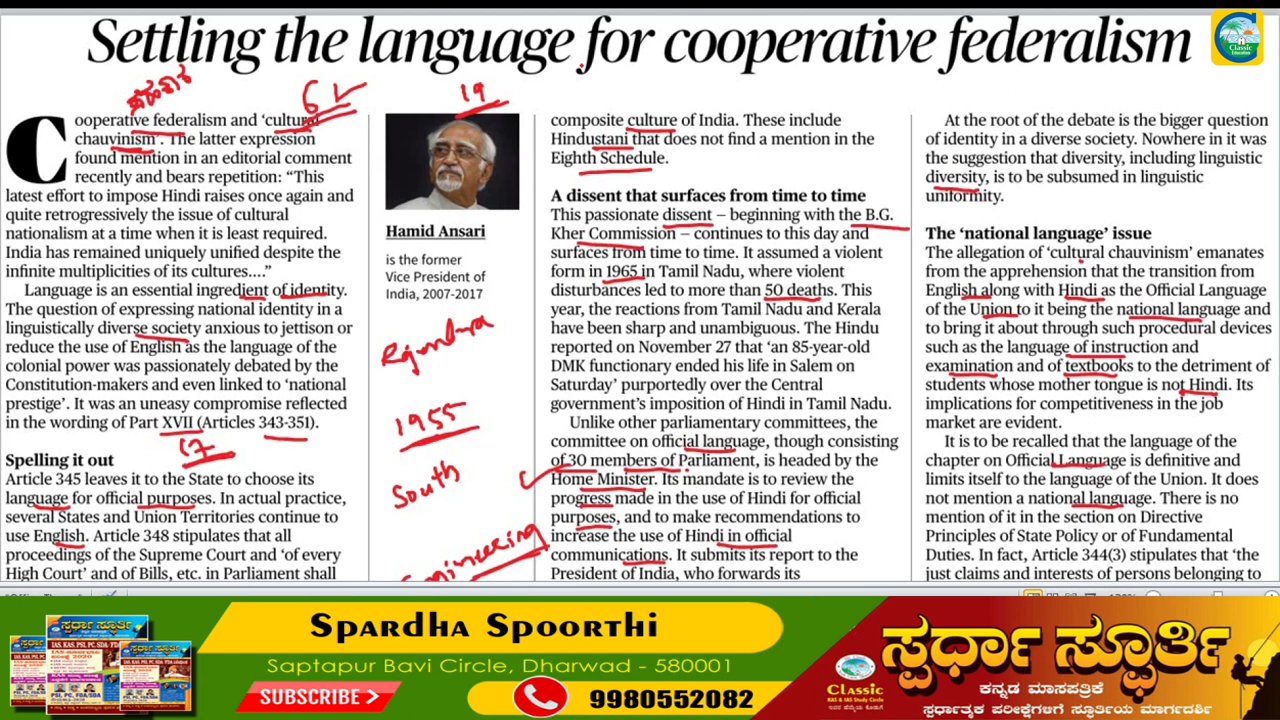 Settling the language for cooperative federalism
Classic
Education
Cooperative federalism and ‘cultural
chauvinism’. The latter expression
found mention in an editorial comment
recently and bears repetition: “This
latest effort to impose Hindi raises once again and
quite retrogressively the issue of cultural
nationalism at a time when it is least required.
India has remained uniquely unified despite the
infinite multiplicities of its cultures....”
Language is an essential ingredient of identity.
The question of expressing national identity in a
linguistically diverse society anxious to jettison or
reduce the use of English as the language of the
colonial power was passionately debated by the
Constitution-makers and even linked to ‘national
prestige’. It was an uneasy compromise reflected
in the wording of Part XVII (Articles 343-351).
17
Spelling it out
Article 345 leaves it to the State to choose its
language for official purposes. In actual practice,
several States and Union Territories continue to
use English. Article 348 stipulates that all
proceedings of the Supreme Court and ‘of every
High Court’ and of Bills, etc. in Parliament shall
19
Hamid Ansari
is the former
Vice President of
India, 2007-2017
1955
South
Engineering
composite culture of India. These include
Hindustani that does not find a mention in the
Eighth Schedule.
A dissent that surfaces from time to time
This passionate dissent – beginning with the B.G.
Kher Commission – continues to this day and
surfaces from time to time. It assumed a violent
form in 1965 in Tamil Nadu, where violent
disturbances led to more than 50 deaths. This
year, the reactions from Tamil Nadu and Kerala
have been sharp and unambiguous. The Hindu
reported on November 27 that ‘an 85-year-old
DMK functionary ended his life in Salem on
Saturday’ purportedly over the Central
government’s imposition of Hindi in Tamil Nadu.
Unlike other parliamentary committees, the
committee on official language, though consisting
of 30 members of Parliament, is headed by the
Home Minister. Its mandate is to review the
progress made in the use of Hindi for official
purposes, and to make recommendations to
increase the use of Hindi in official
communications. It submits its report to the
President of India, who forwards its
At the root of the debate is the bigger question
of identity in a diverse society. Nowhere in it was
the suggestion that diversity, including linguistic
diversity, is to be subsumed in linguistic
uniformity.
The ‘national language’ issue
The allegation of ‘cultural chauvinism’ emanates
from the apprehension that the transition from
English along with Hindi as the Official Language
of the Union to it being the national language and
to bring it about through such procedural devices
such as the language of instruction and
examination and of textbooks to the detriment of
students whose mother tongue is not Hindi. Its
implications for competitiveness in the job
market are evident.
It is to be recalled that the language of the
chapter on Official Language is definitive and
limits itself to the language of the Union. It does
not mention a national language. There is no
mention of it in the section on Directive
Principles of State Policy or of Fundamental
Duties. In fact, Article 344(3) stipulates that ‘the
just claims and interests of persons belonging to
ಸ್ಪರ್ಧಾ ಸ್ಫೂರ್ತಿ
Spardha Spoorthi
Saptapur Bavi Circle, Dharwad - 580001
SUBSCRIBE >
9980552082
Classic
IAS & KAS Study Circle
ಸ್ಪರ್ಧಾ ಸ್ಫೂರ್ತಿ
ಕನ್ನಡ ಮಾಸಪತ್ರಿಕೆ
ಸ್ಪರ್ಧಾತ್ಮಕ ಪರೀಕ್ಷೆಗಳಿಗೆ ಸ್ಫೂರ್ತಿಯ ಮಾರ್ಗದರ್ಶಿ